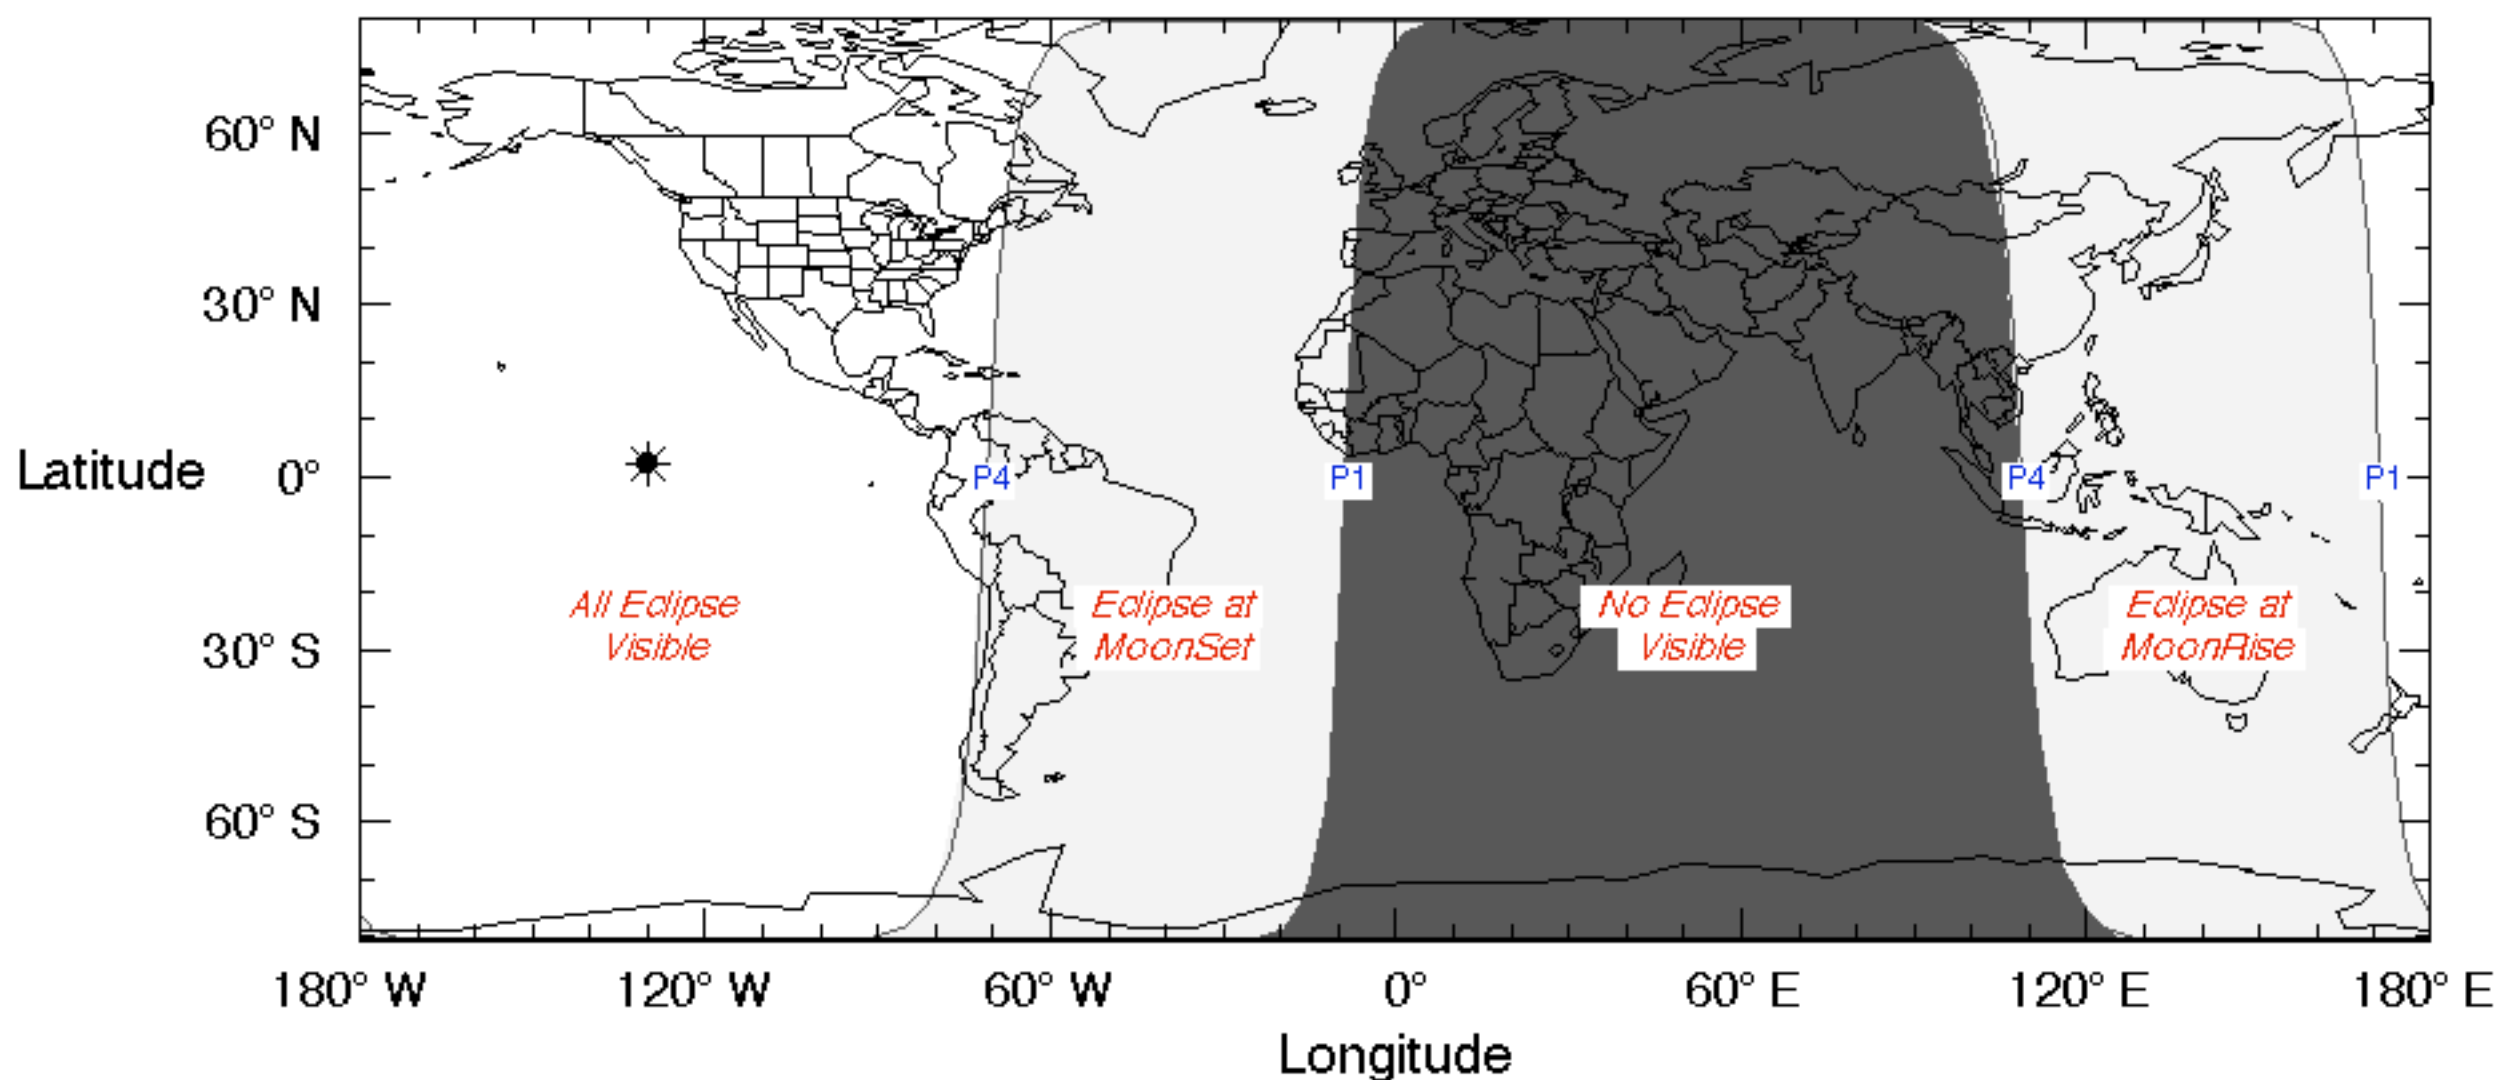 60° N
30° N
Latitude 0°
P4 P1 P4 P1
All Eclipse Visible
Eclipse at MoonSet
No Eclipse Visible
Eclipse at MoonRise
30° S
60° S
180° W 120° W 60° W 0° 60° E 120° E 180° E
Longitude